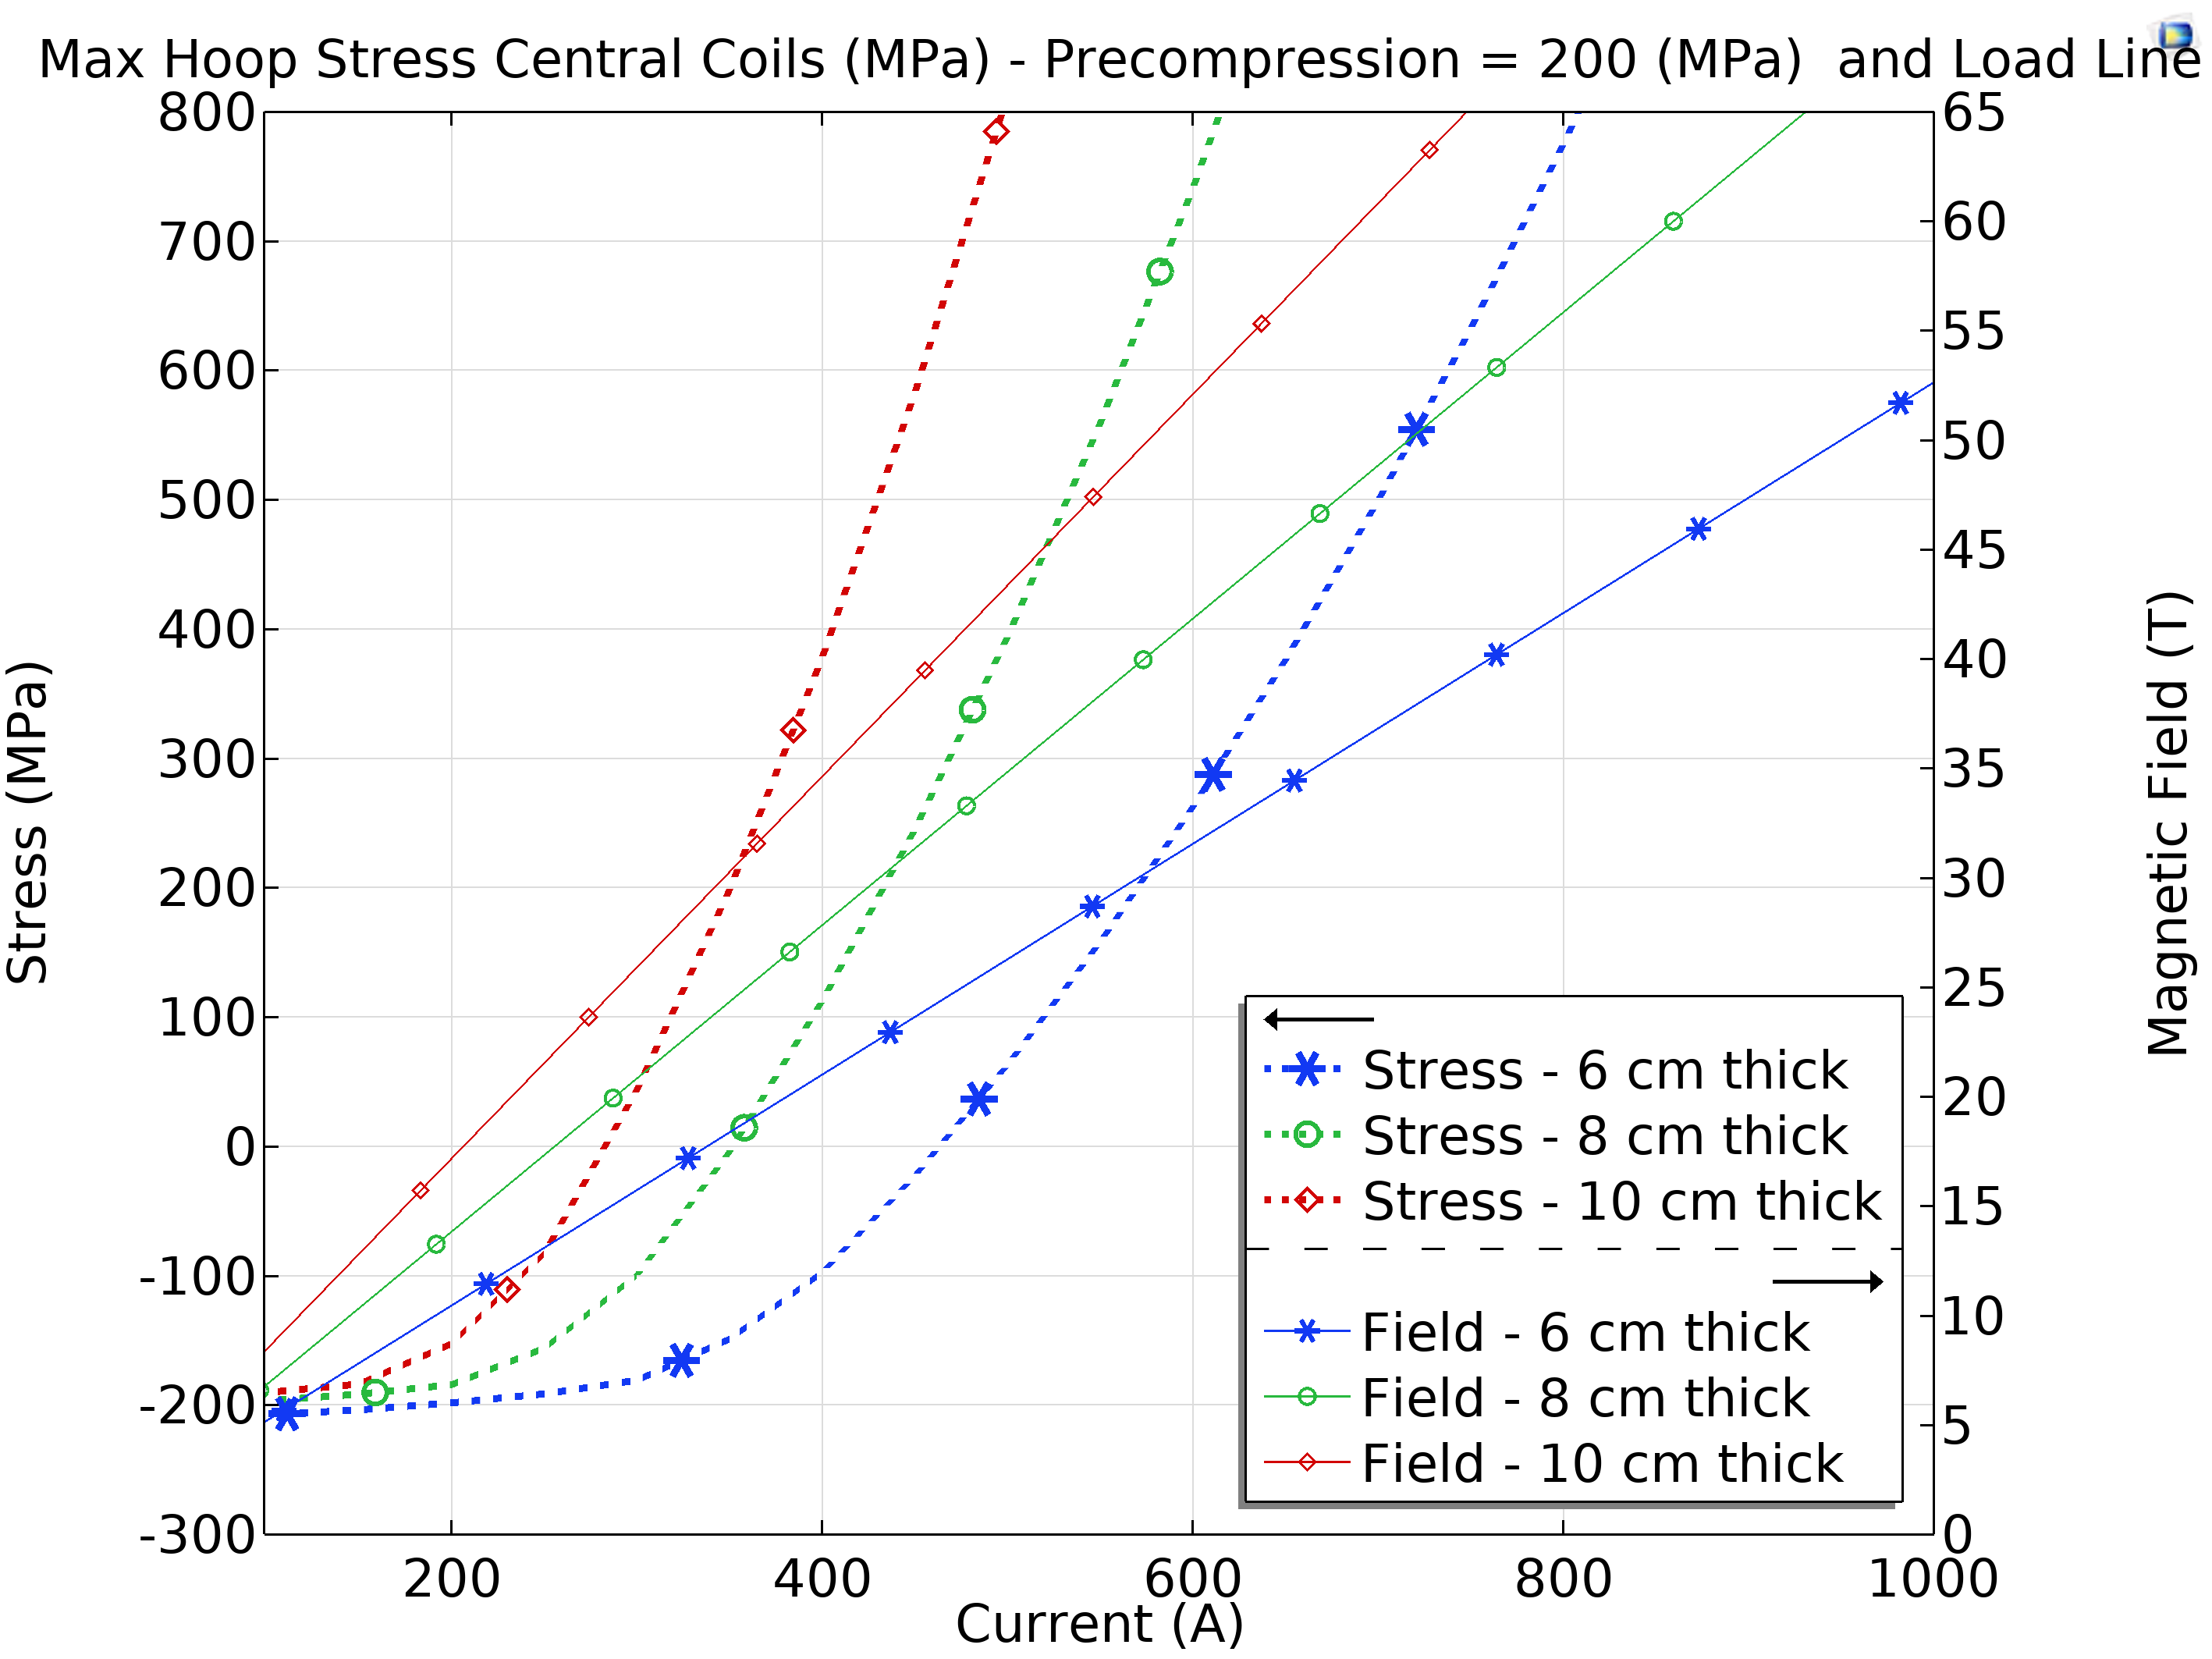 Max Hoop Stress Central Coils (MPa) - Precompression = 200 (MPa)  and Load Line
800
700
600
500
400
300
200
100
0
-100
-200
-300
Stress (MPa)
65
60
55
50
45
40
35
30
25
20
15
10
5
0
Magnetic Field (T)
Stress - 6 cm thick
Stress - 8 cm thick
Stress - 10 cm thick
Field - 6 cm thick
Field - 8 cm thick
Field - 10 cm thick
200 400 600 800 1000
Current (A)